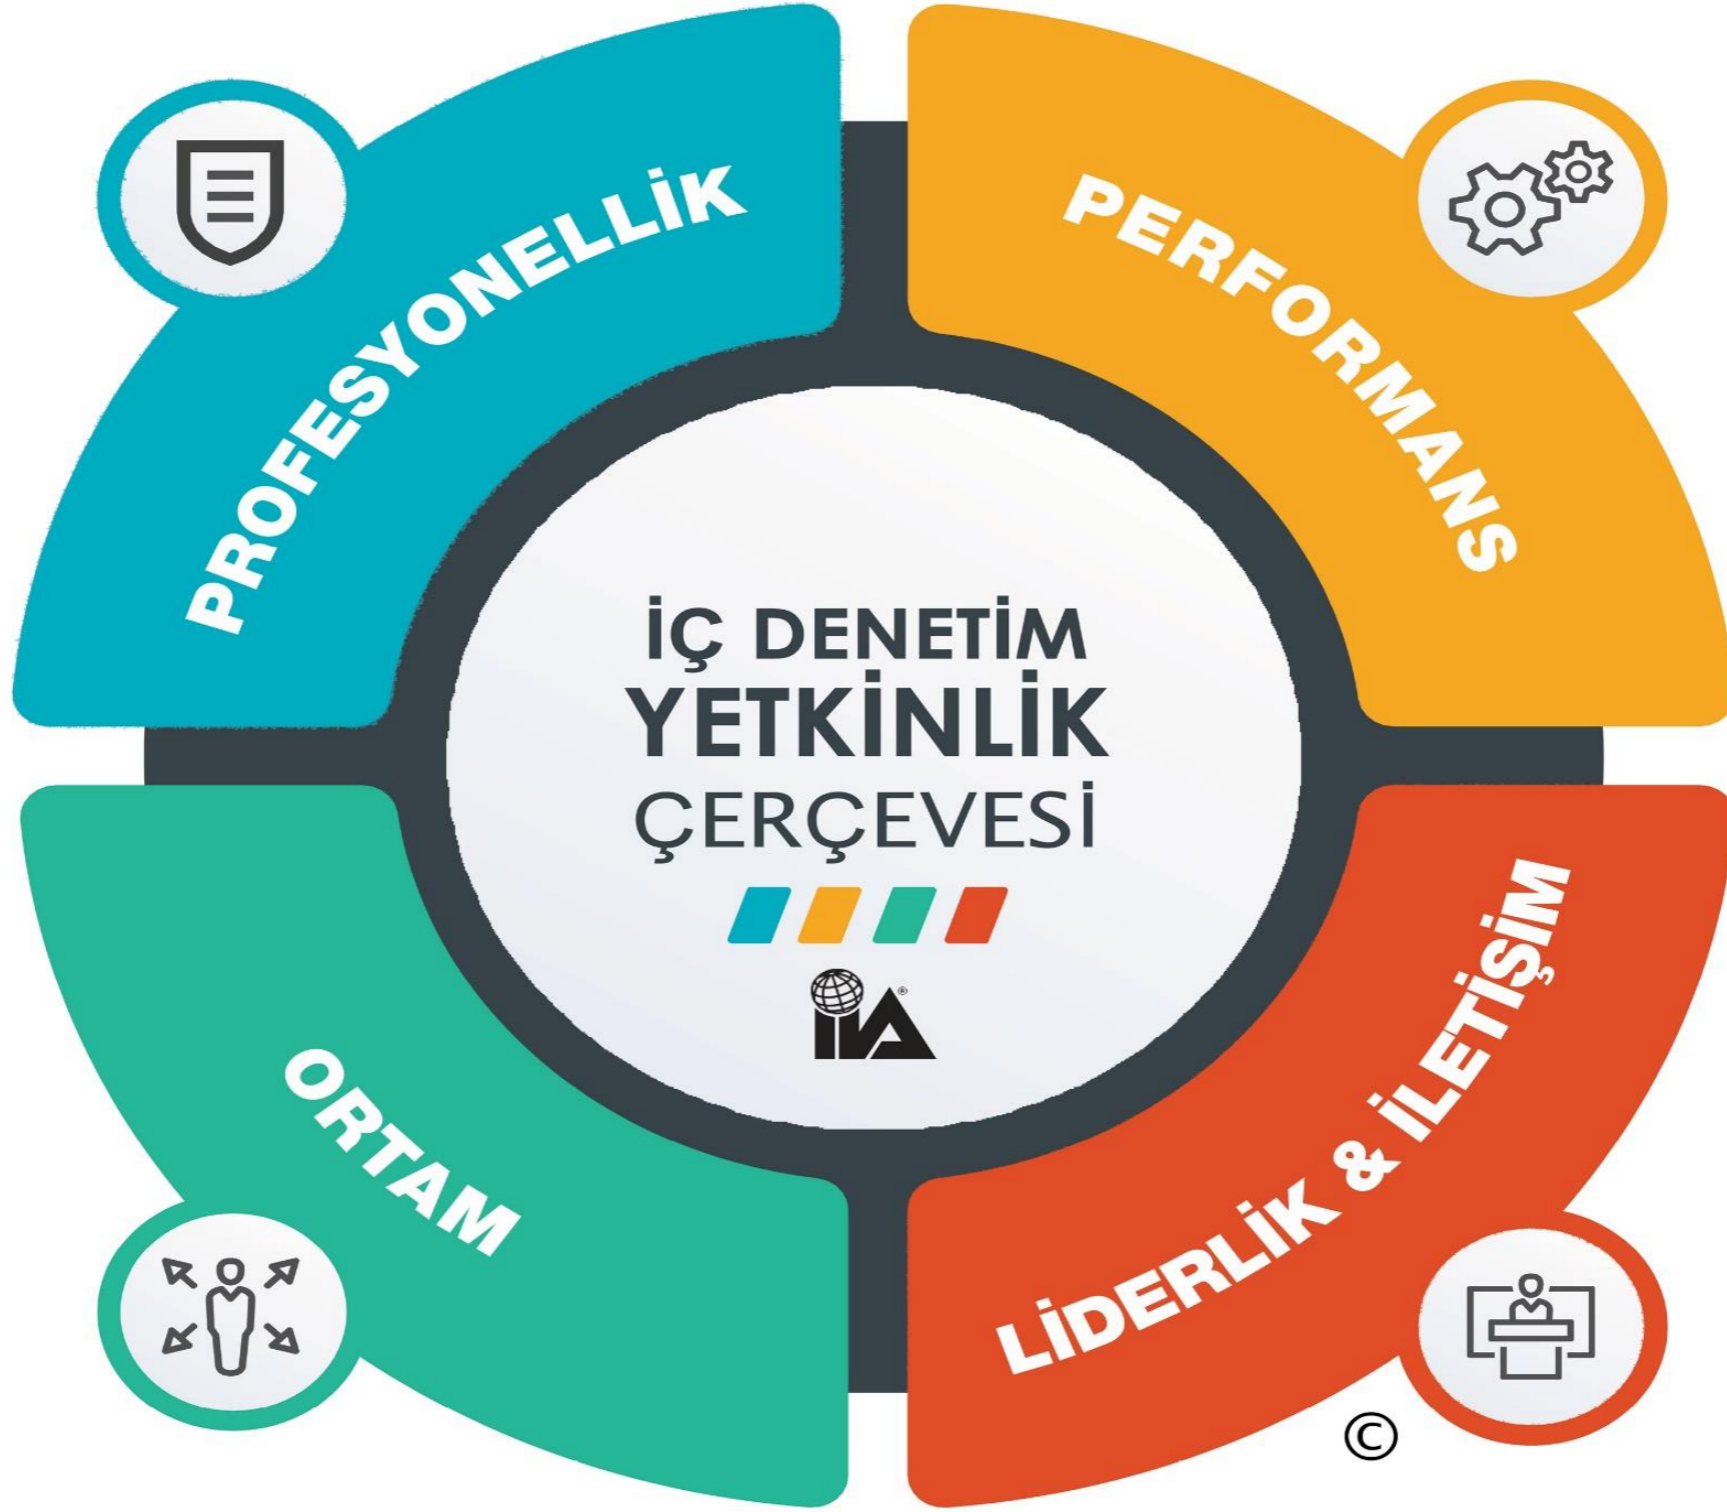 PROFESYONELLİK
PERFORMANS
İÇ DENETİM
YETKİNLİK
ÇERÇEVESİ
IIA®
ORTAM
LİDERLİK & İLETİŞİM
©